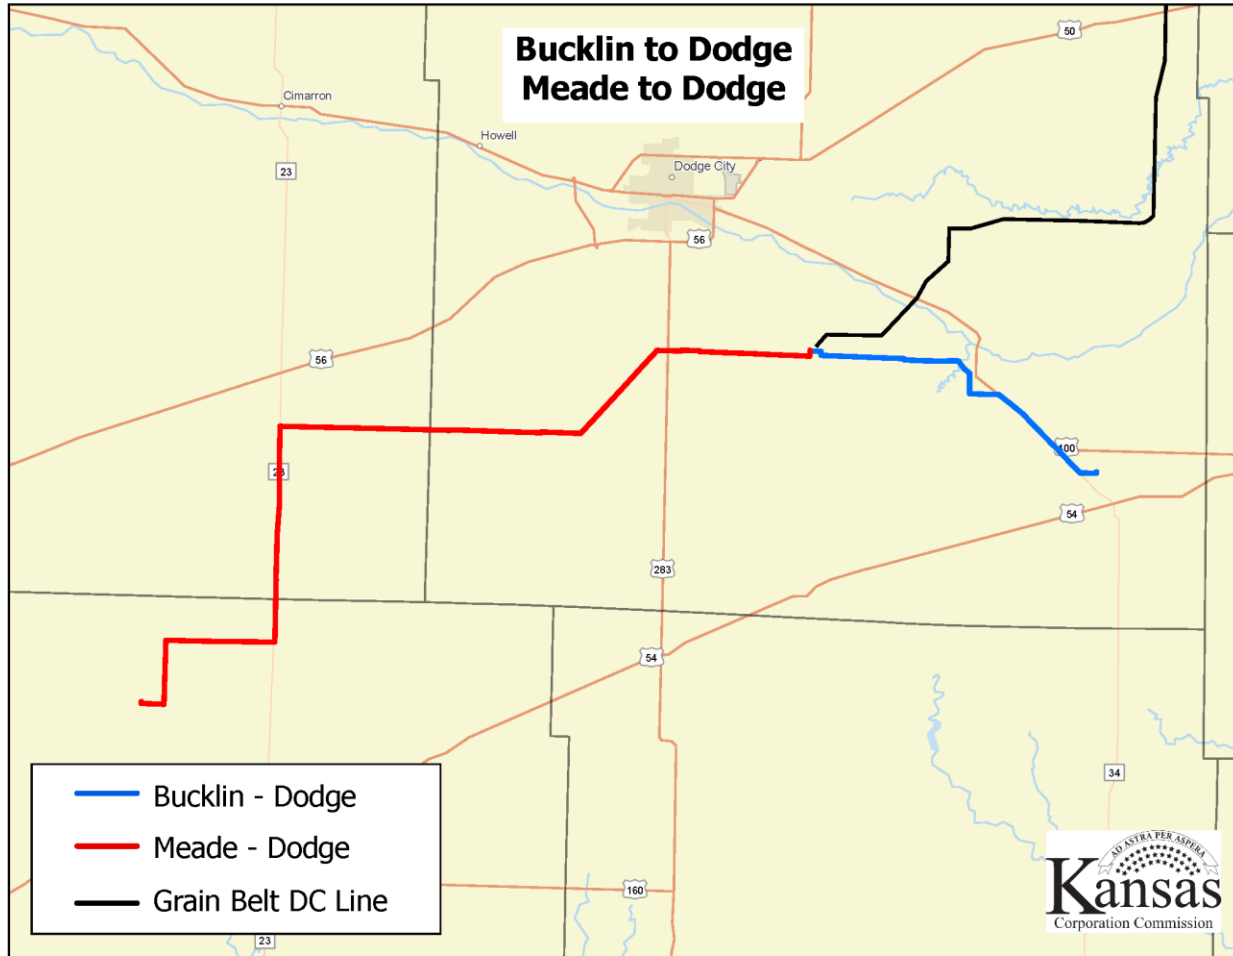 Bucklin to Dodge
Meade to Dodge
50
Cimarron
Howell
Dodge City
23
56
56
400
23
54
283
54
34
160
23
Bucklin - Dodge
Meade - Dodge
Grain Belt DC Line
AD ASTRA PER ASPERA
Kansas
Corporation Commission